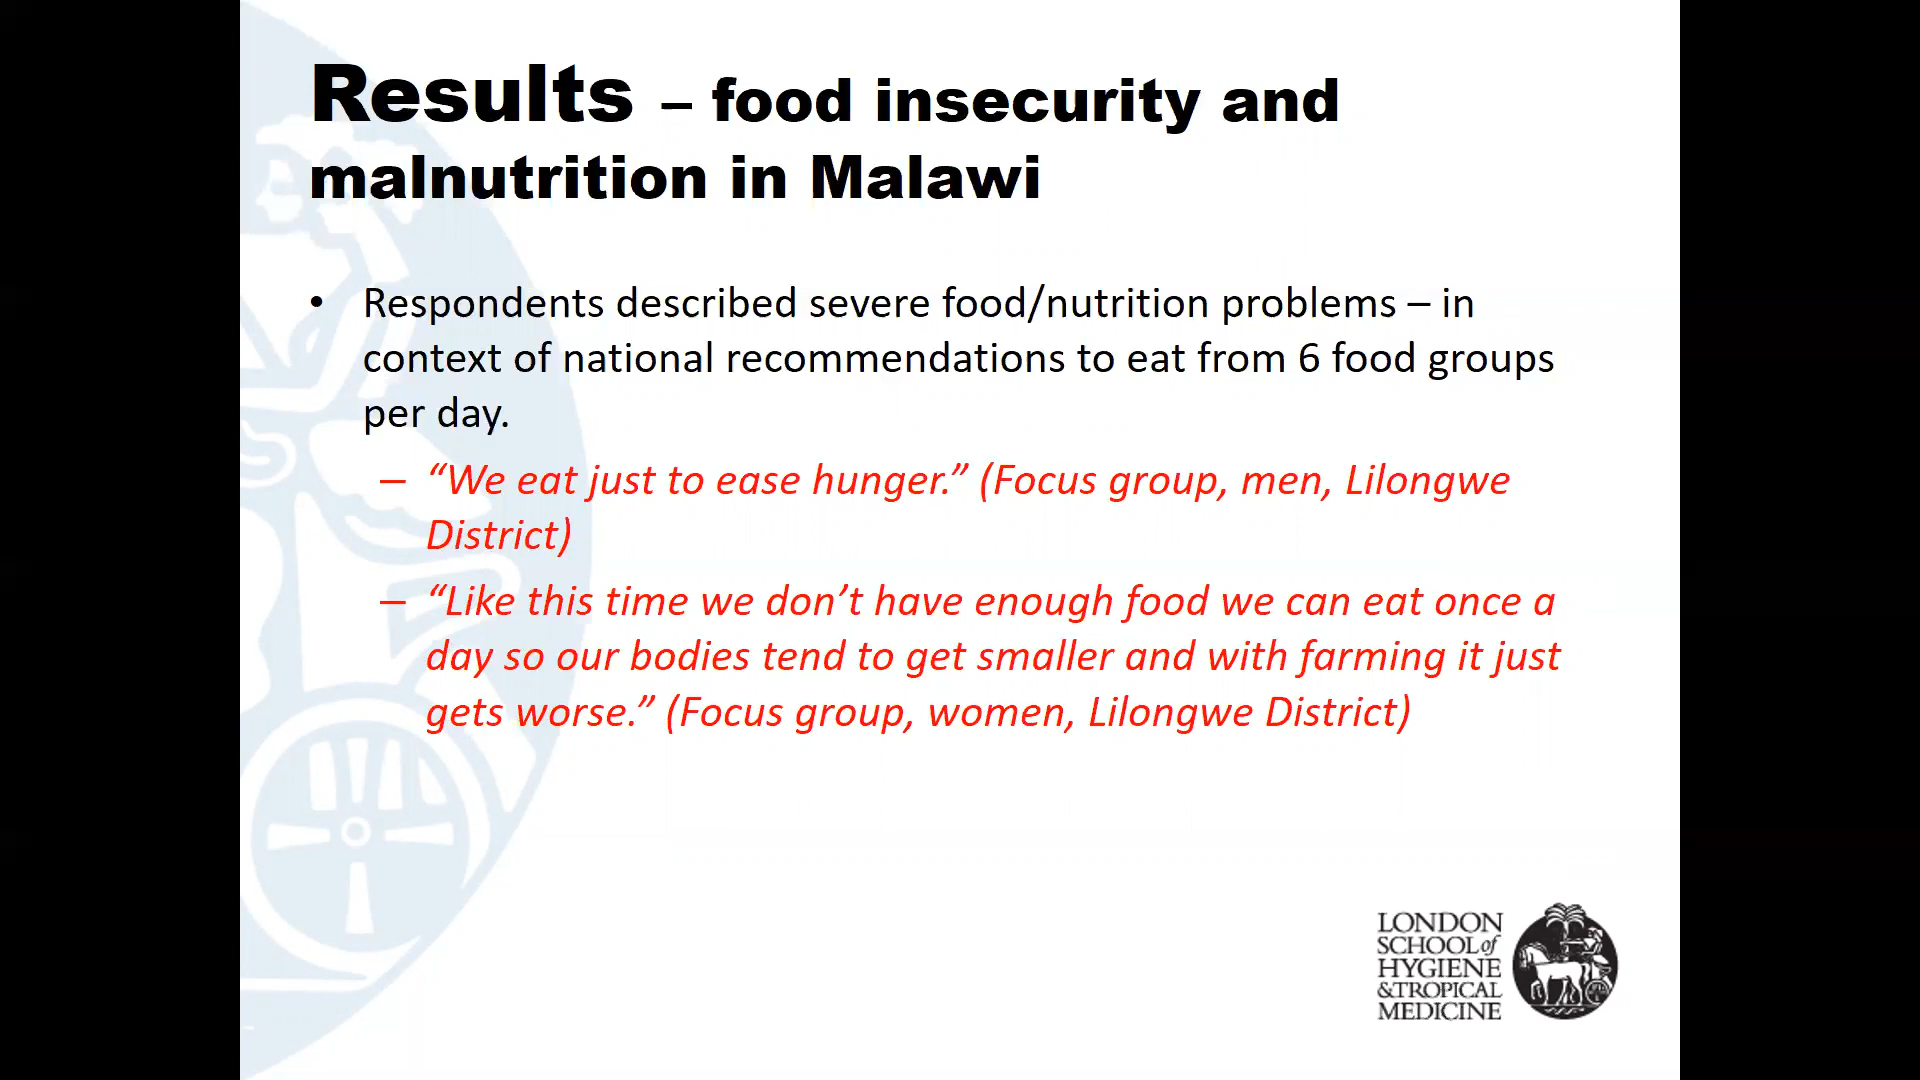 Results – food insecurity and
malnutrition in Malawi
• Respondents described severe food/nutrition problems – in
context of national recommendations to eat from 6 food groups
per day.
– “We eat just to ease hunger.” (Focus group, men, Lilongwe
District)
– “Like this time we don’t have enough food we can eat once a
day so our bodies tend to get smaller and with farming it just
gets worse.” (Focus group, women, Lilongwe District)
LONDON
SCHOOL of
HYGIENE
& TROPICAL
MEDICINE